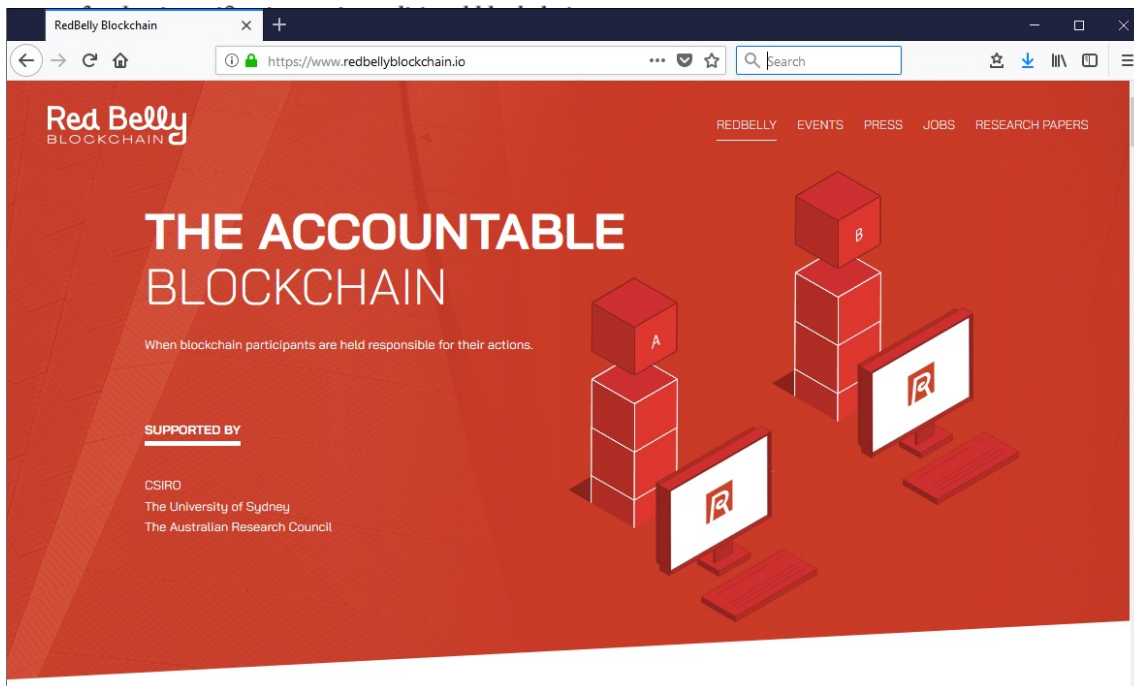 RedBelly Blockchain
https://www.redbellyblockchain.io
Search
Red Belly
BLOCKCHAIN
REDBELLY EVENTS PRESS JOBS RESEARCH PAPERS
THE ACCOUNTABLE
BLOCKCHAIN
When blockchain participants are held responsible for their actions.
SUPPORTED BY
CSIRO
The University of Sydney
The Australian Research Council
A
B
R
R